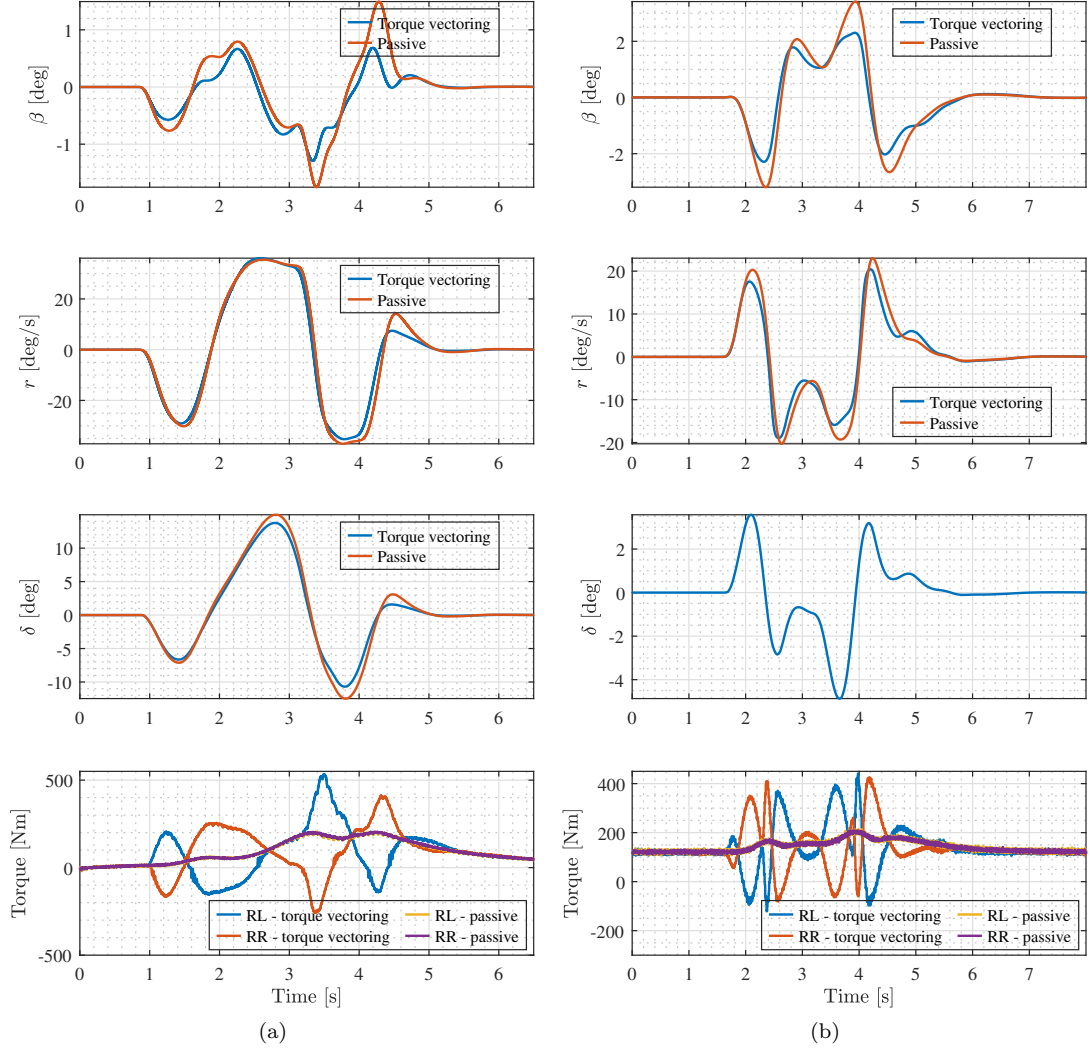 1
0
-1
β [deg]
0 1 2 3 4 5 6
Torque vectoring
Passive
2
0
-2
β [deg]
0 1 2 3 4 5 6 7
Torque vectoring
Passive
20
0
-20
r [deg/s]
0 1 2 3 4 5 6
Torque vectoring
Passive
20
10
0
-10
-20
r [deg/s]
0 1 2 3 4 5 6 7
Torque vectoring
Passive
10
5
0
-5
-10
δ [deg]
0 1 2 3 4 5 6
Torque vectoring
Passive
2
0
-2
-4
δ [deg]
0 1 2 3 4 5 6 7
500
0
-500
Torque [Nm]
0 1 2 3 4 5 6
Time [s]
RL - torque vectoring RL - passive
RR - torque vectoring RR - passive
(a)
400
200
0
-200
Torque [Nm]
0 1 2 3 4 5 6 7
Time [s]
RL - torque vectoring RL - passive
RR - torque vectoring RR - passive
(b)